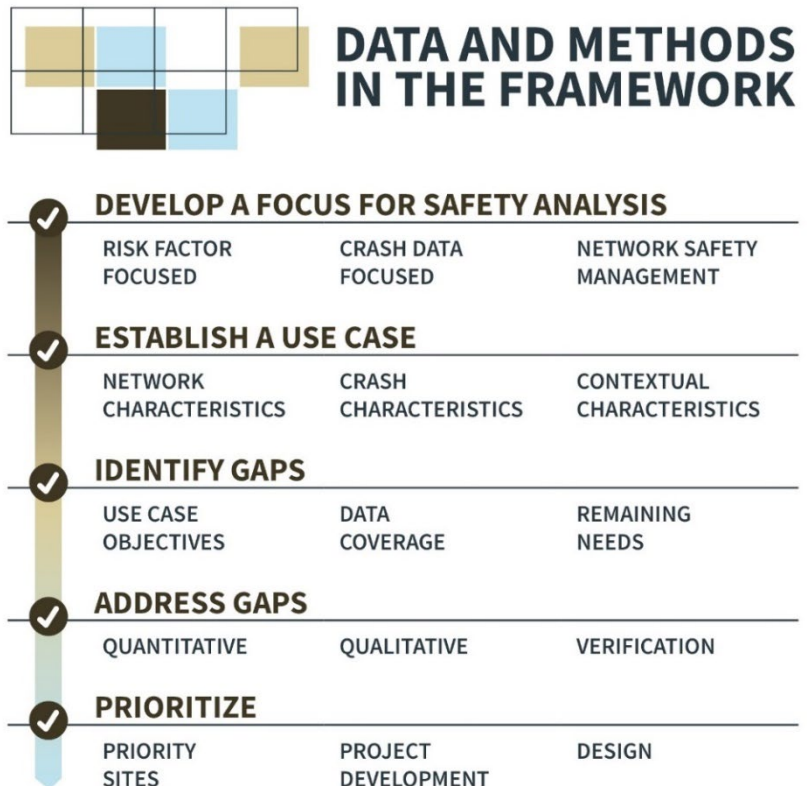 DATA AND METHODS
IN THE FRAMEWORK
DEVELOP A FOCUS FOR SAFETY ANALYSIS
RISK FACTOR
FOCUSED
CRASH DATA
FOCUSED
NETWORK SAFETY
MANAGEMENT
ESTABLISH A USE CASE
NETWORK
CHARACTERISTICS
CRASH
CHARACTERISTICS
CONTEXTUAL
CHARACTERISTICS
IDENTIFY GAPS
USE CASE
OBJECTIVES
DATA
COVERAGE
REMAINING
NEEDS
ADDRESS GAPS
QUANTITATIVE
QUALITATIVE
VERIFICATION
PRIORITIZE
PRIORITY
SITES
PROJECT
DEVELOPMENT
DESIGN